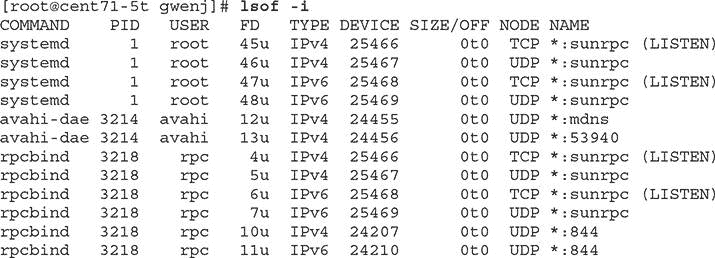 [root@cent71-5t gwenj]# lsof -i
COMMAND    PID   USER   FD   TYPE DEVICE SIZE/OFF NODE NAME
systemd      1   root   45u  IPv4  25466      0t0  TCP *:sunrpc (LISTEN)
systemd      1   root   46u  IPv4  25467      0t0  UDP *:sunrpc
systemd      1   root   47u  IPv6  25468      0t0  TCP *:sunrpc (LISTEN)
systemd      1   root   48u  IPv6  25469      0t0  UDP *:sunrpc
avahi-dae 3214  avahi   12u  IPv4  24455      0t0  UDP *:mdns
avahi-dae 3214  avahi   13u  IPv4  24456      0t0  UDP *:53940
rpcbind   3218    rpc    4u  IPv4  25466      0t0  TCP *:sunrpc (LISTEN)
rpcbind   3218    rpc    5u  IPv4  25467      0t0  UDP *:sunrpc
rpcbind   3218    rpc    6u  IPv6  25468      0t0  TCP *:sunrpc (LISTEN)
rpcbind   3218    rpc    7u  IPv6  25469      0t0  UDP *:sunrpc
rpcbind   3218    rpc   10u  IPv4  24207      0t0  UDP *:844
rpcbind   3218    rpc   11u  IPv6  24210      0t0  UDP *:844